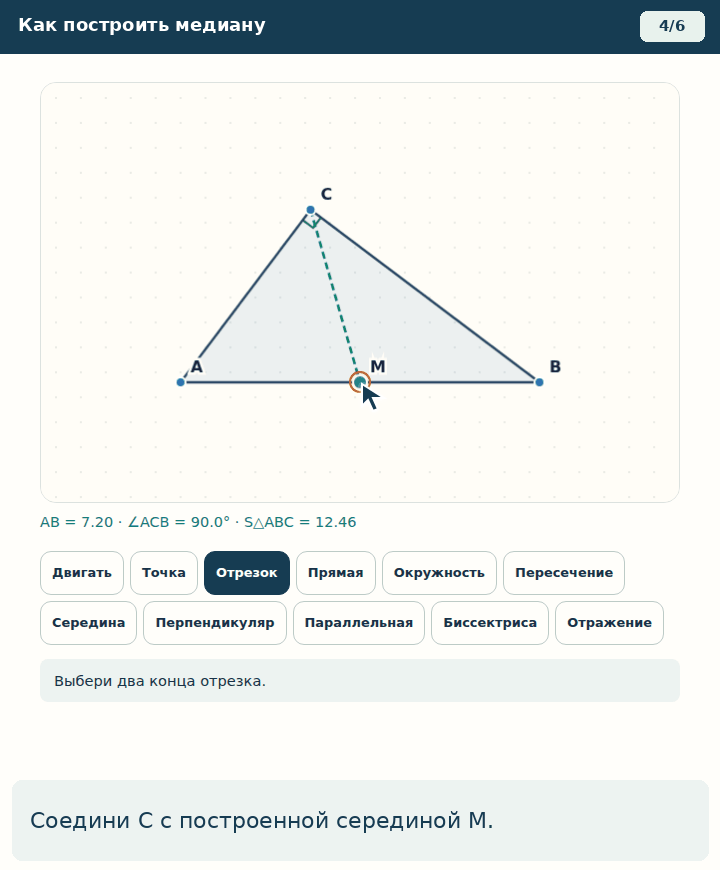 Как построить медиану
4/6
C
A
M
B
AB = 7.20 · ∠ACB = 90.0° · S△ABC = 12.46
Двигать Точка Отрезок Прямая Окружность Пересечение
Середина Перпендикуляр Параллельная Биссектриса Отражение
Выбери два конца отрезка.
Соедини C с построенной серединой M.